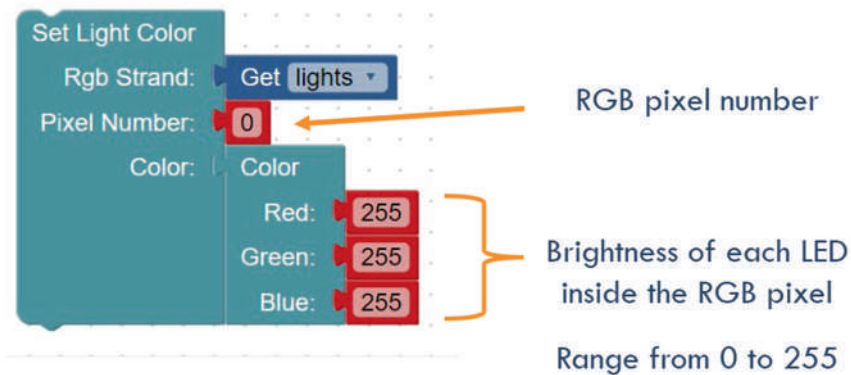 Set Light Color
Rgb Strand: Get lights
Pixel Number: 0
RGB pixel number
Color: Color
Red: 255
Green: 255
Blue: 255
Brightness of each LED
inside the RGB pixel
Range from 0 to 255